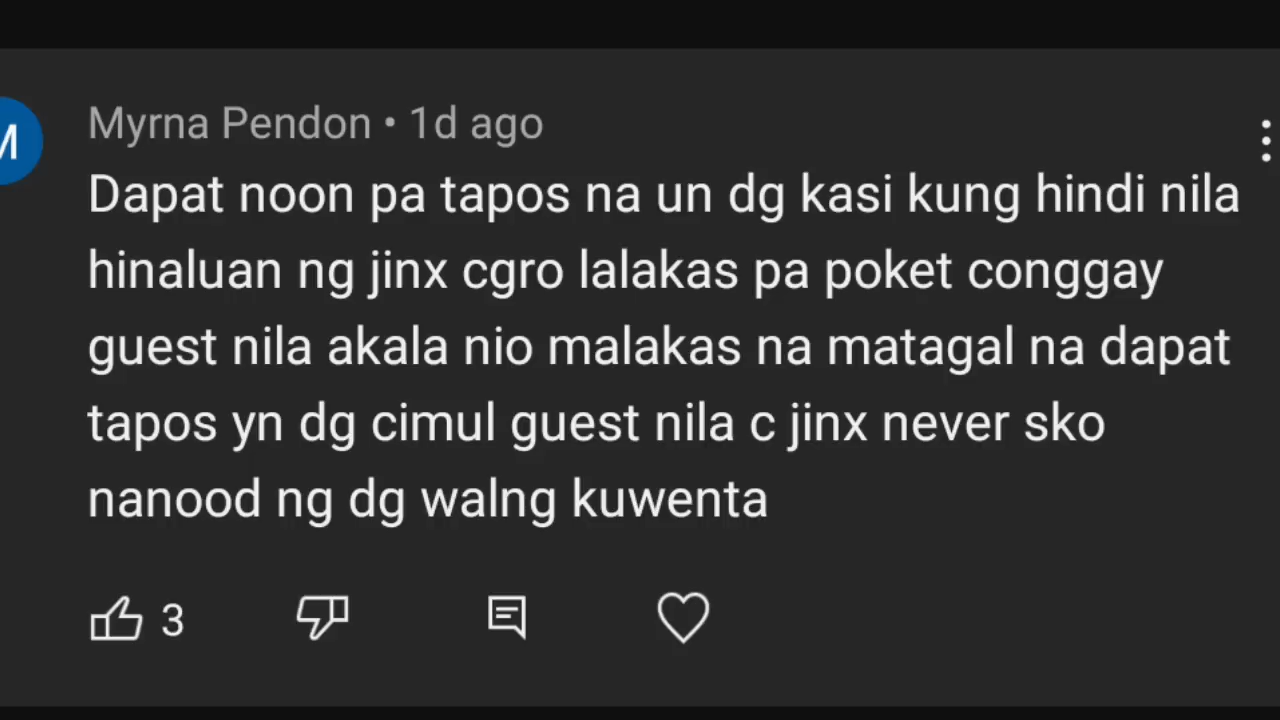 M
Myrna Pendon • 1d ago
Dapat noon pa tapos na un dg kasi kung hindi nila
hinaluan ng jinx cgro lalakas pa poket conggay
guest nila akala nio malakas na matagal na dapat
tapos yn dg cimul guest nila c jinx never sko
nanood ng dg walng kuwenta
3